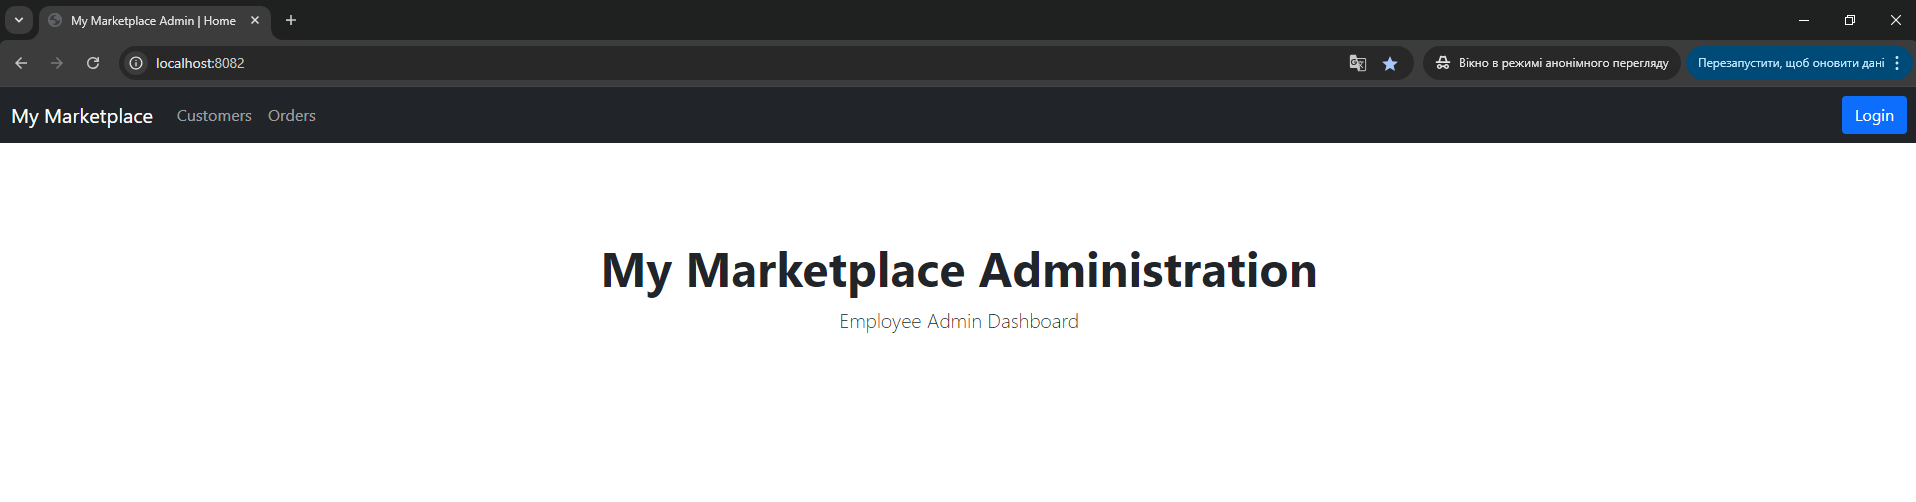 My Marketplace Admin | Home
localhost:8082
Вікно в режимі анонімного перегляду
Перезапустити, щоб оновити дані
My Marketplace
Customers
Orders
Login
My Marketplace Administration
Employee Admin Dashboard